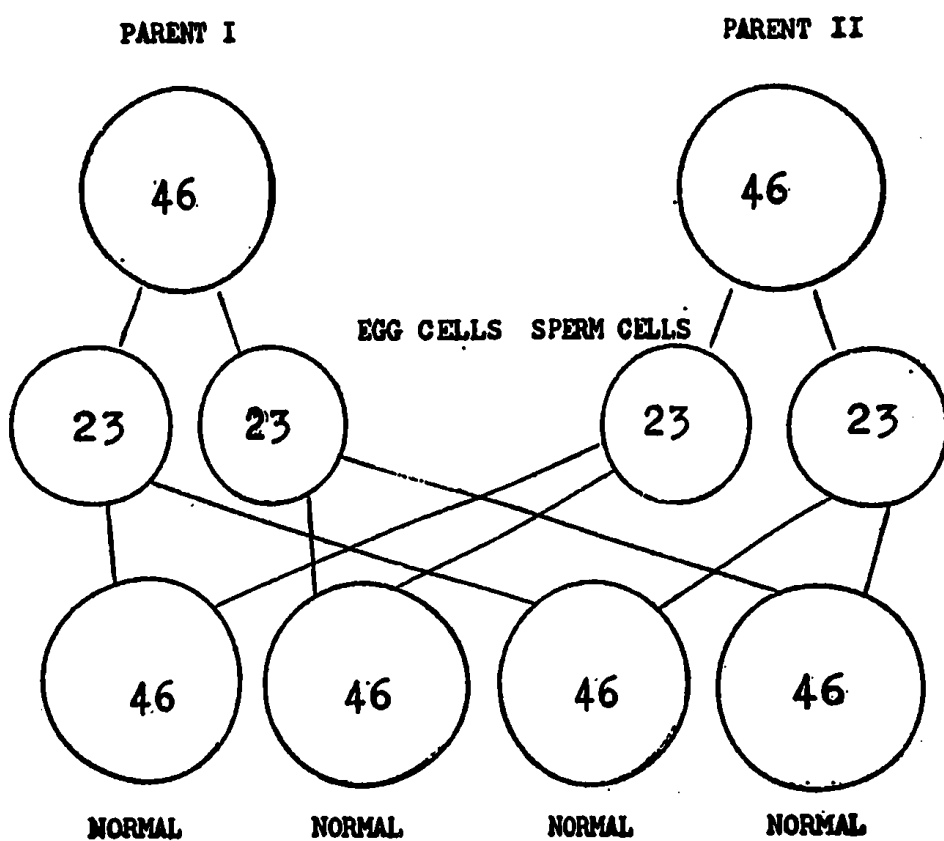 PARENT I
PARENT II
46
46
EGG CELLS SPERM CELLS
23
23
23
23
46
46
46
46
NORMAL
NORMAL
NORMAL
NORMAL